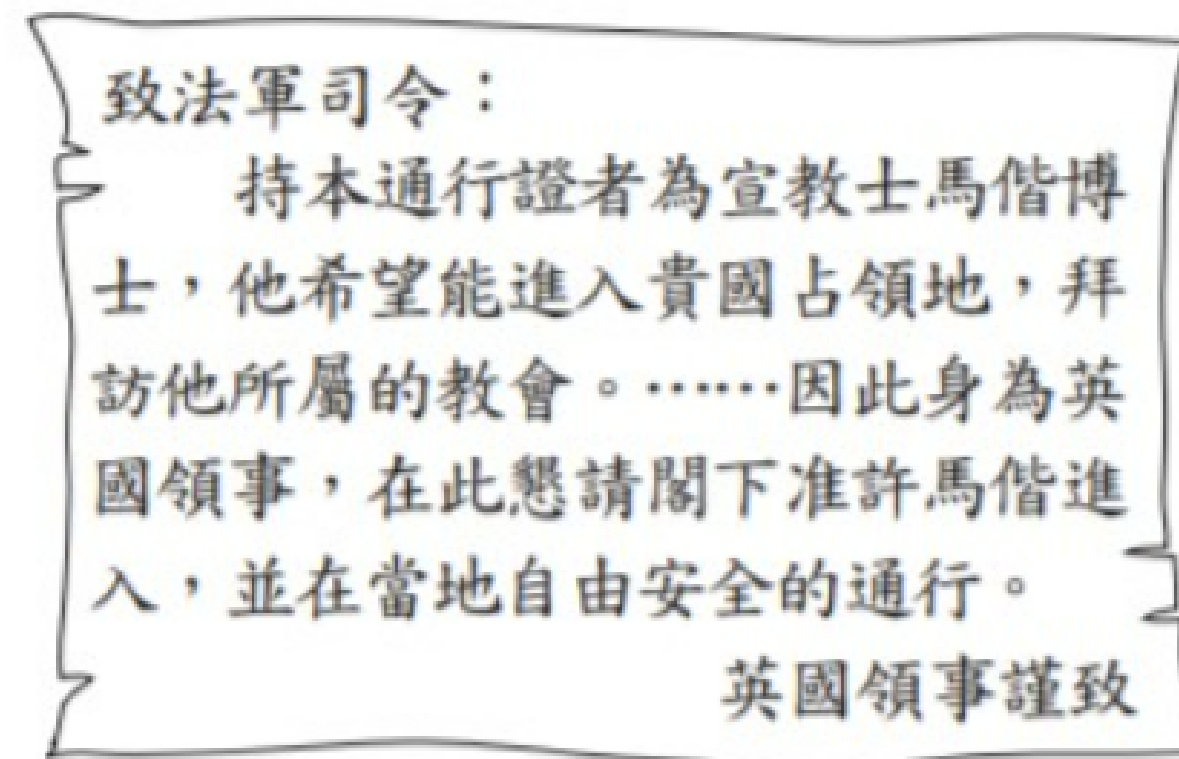 致法軍司令：
持本通行證者為宣教士馬偕博
士，他希望能進入貴國占領地，拜
訪他所屬的教會。……因此身為英
國領事，在此懇請閣下准許馬偕進
入，並在當地自由安全的通行。
英國領事謹致